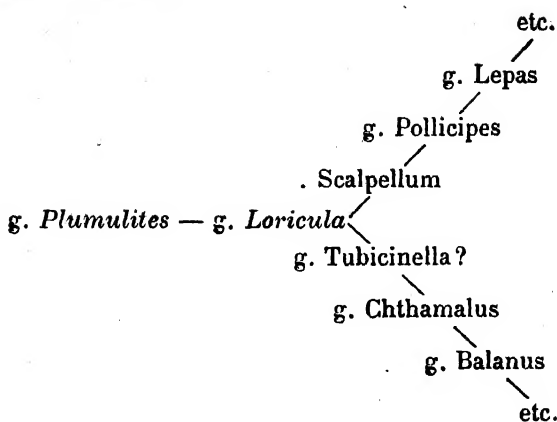 etc.
g. Lepas
g. Pollicipes
. Scalpellum
g. Plumulites — g. Loricula
g. Tubicinella?
g. Chthamalus
g. Balanus
etc.